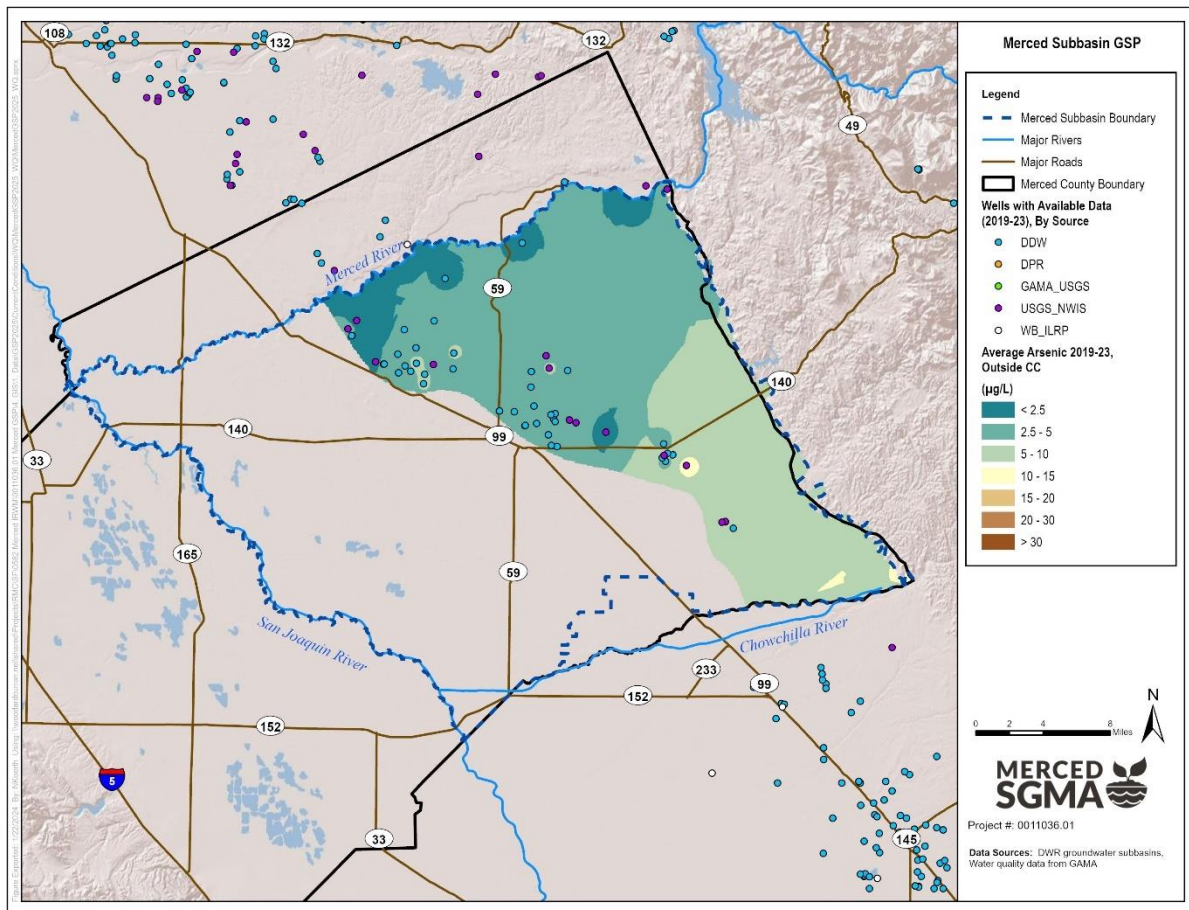 108
132
132
49
Merced River
59
140
140
99
33
165
59
San Joaquin River
Chowchilla River
233
99
152
152
5
33
145
Merced Subbasin GSP
Legend
Merced Subbasin Boundary
Major Rivers
Major Roads
Merced County Boundary
Wells with Available Data
(2019-23), By Source
DDW
DPR
GAMA_USGS
USGS_NWIS
WB_ILRP
Average Arsenic 2019-23,
Outside CC
(µg/L)
< 2.5
2.5 - 5
5 - 10
10 - 15
15 - 20
20 - 30
> 30
N
0 2 4 8
Miles
MERCED
SGMA
Project #: 0011036.01
Data Sources: DWR groundwater subbasins,
Water quality data from GAMA